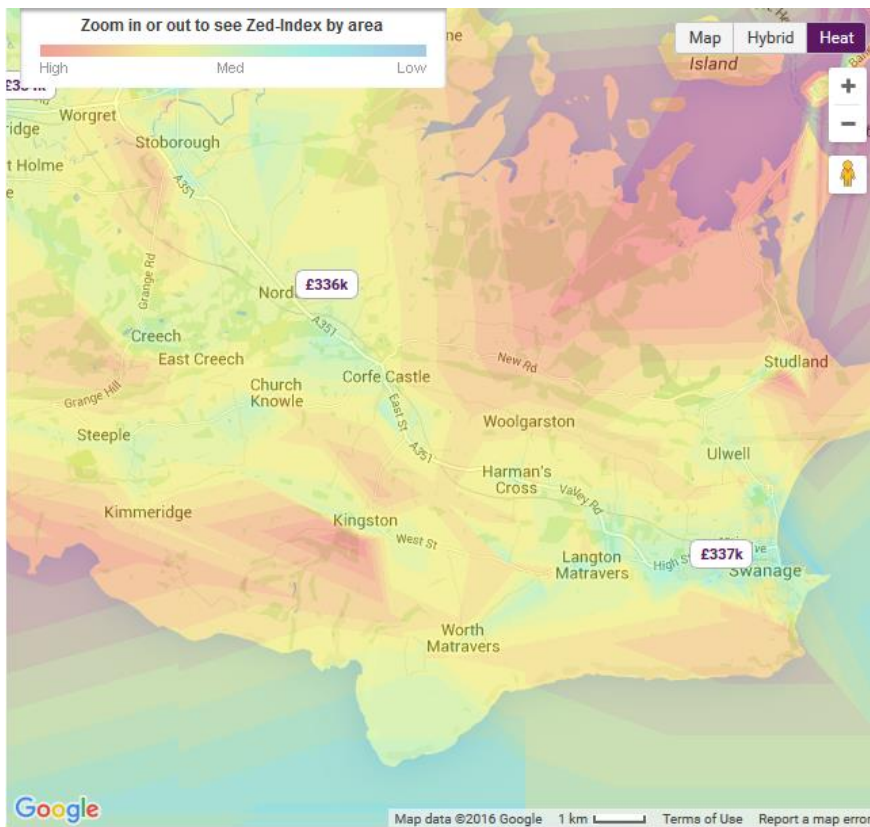 Zoom in or out to see Zed-Index by area
High Med Low
Map Hybrid Heat
Island
+
−
Worgret
Stoborough
t Holme
A351
Grange Rd
£336k
A351
Creech
East Creech
New Rd
Studland
Corfe Castle
Church
Knowle
Grange Hill
East St
Woolgarston
Steeple
A351
Ulwell
Harman's
Cross
Valley Rd
Kimmeridge
Kingston
West St
£337k
Langton
Matravers
High
Swanage
Worth
Matravers
Google
Map data ©2016 Google 1 km Terms of Use Report a map error